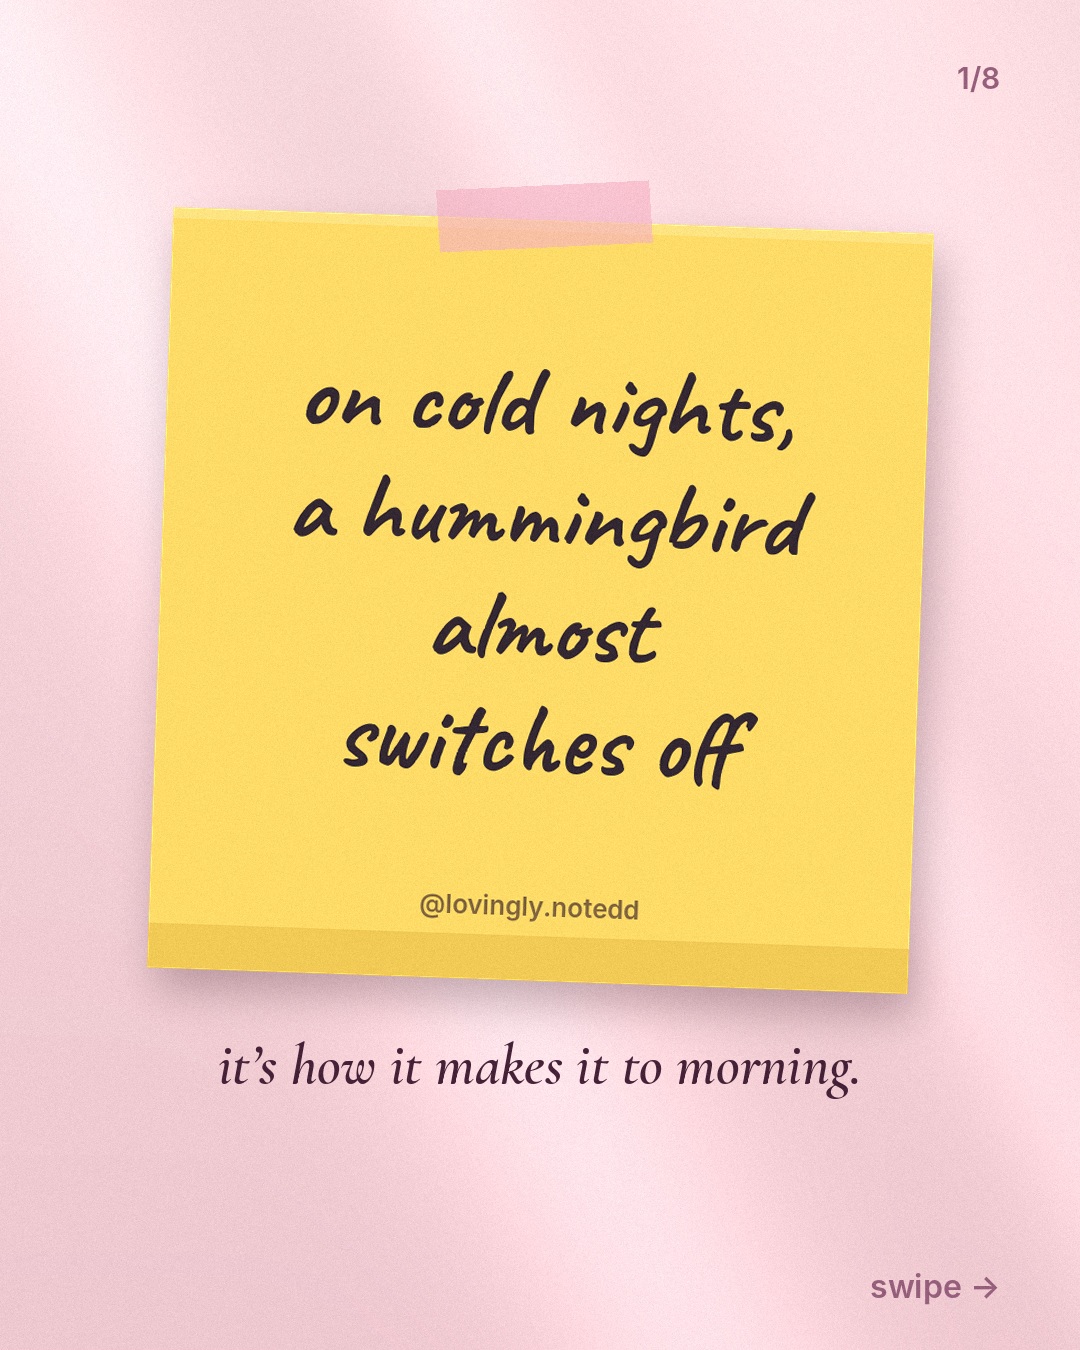 1/8
on cold nights,
a hummingbird
almost
switches off
@lovingly.notedd
it’s how it makes it to morning.
swipe →